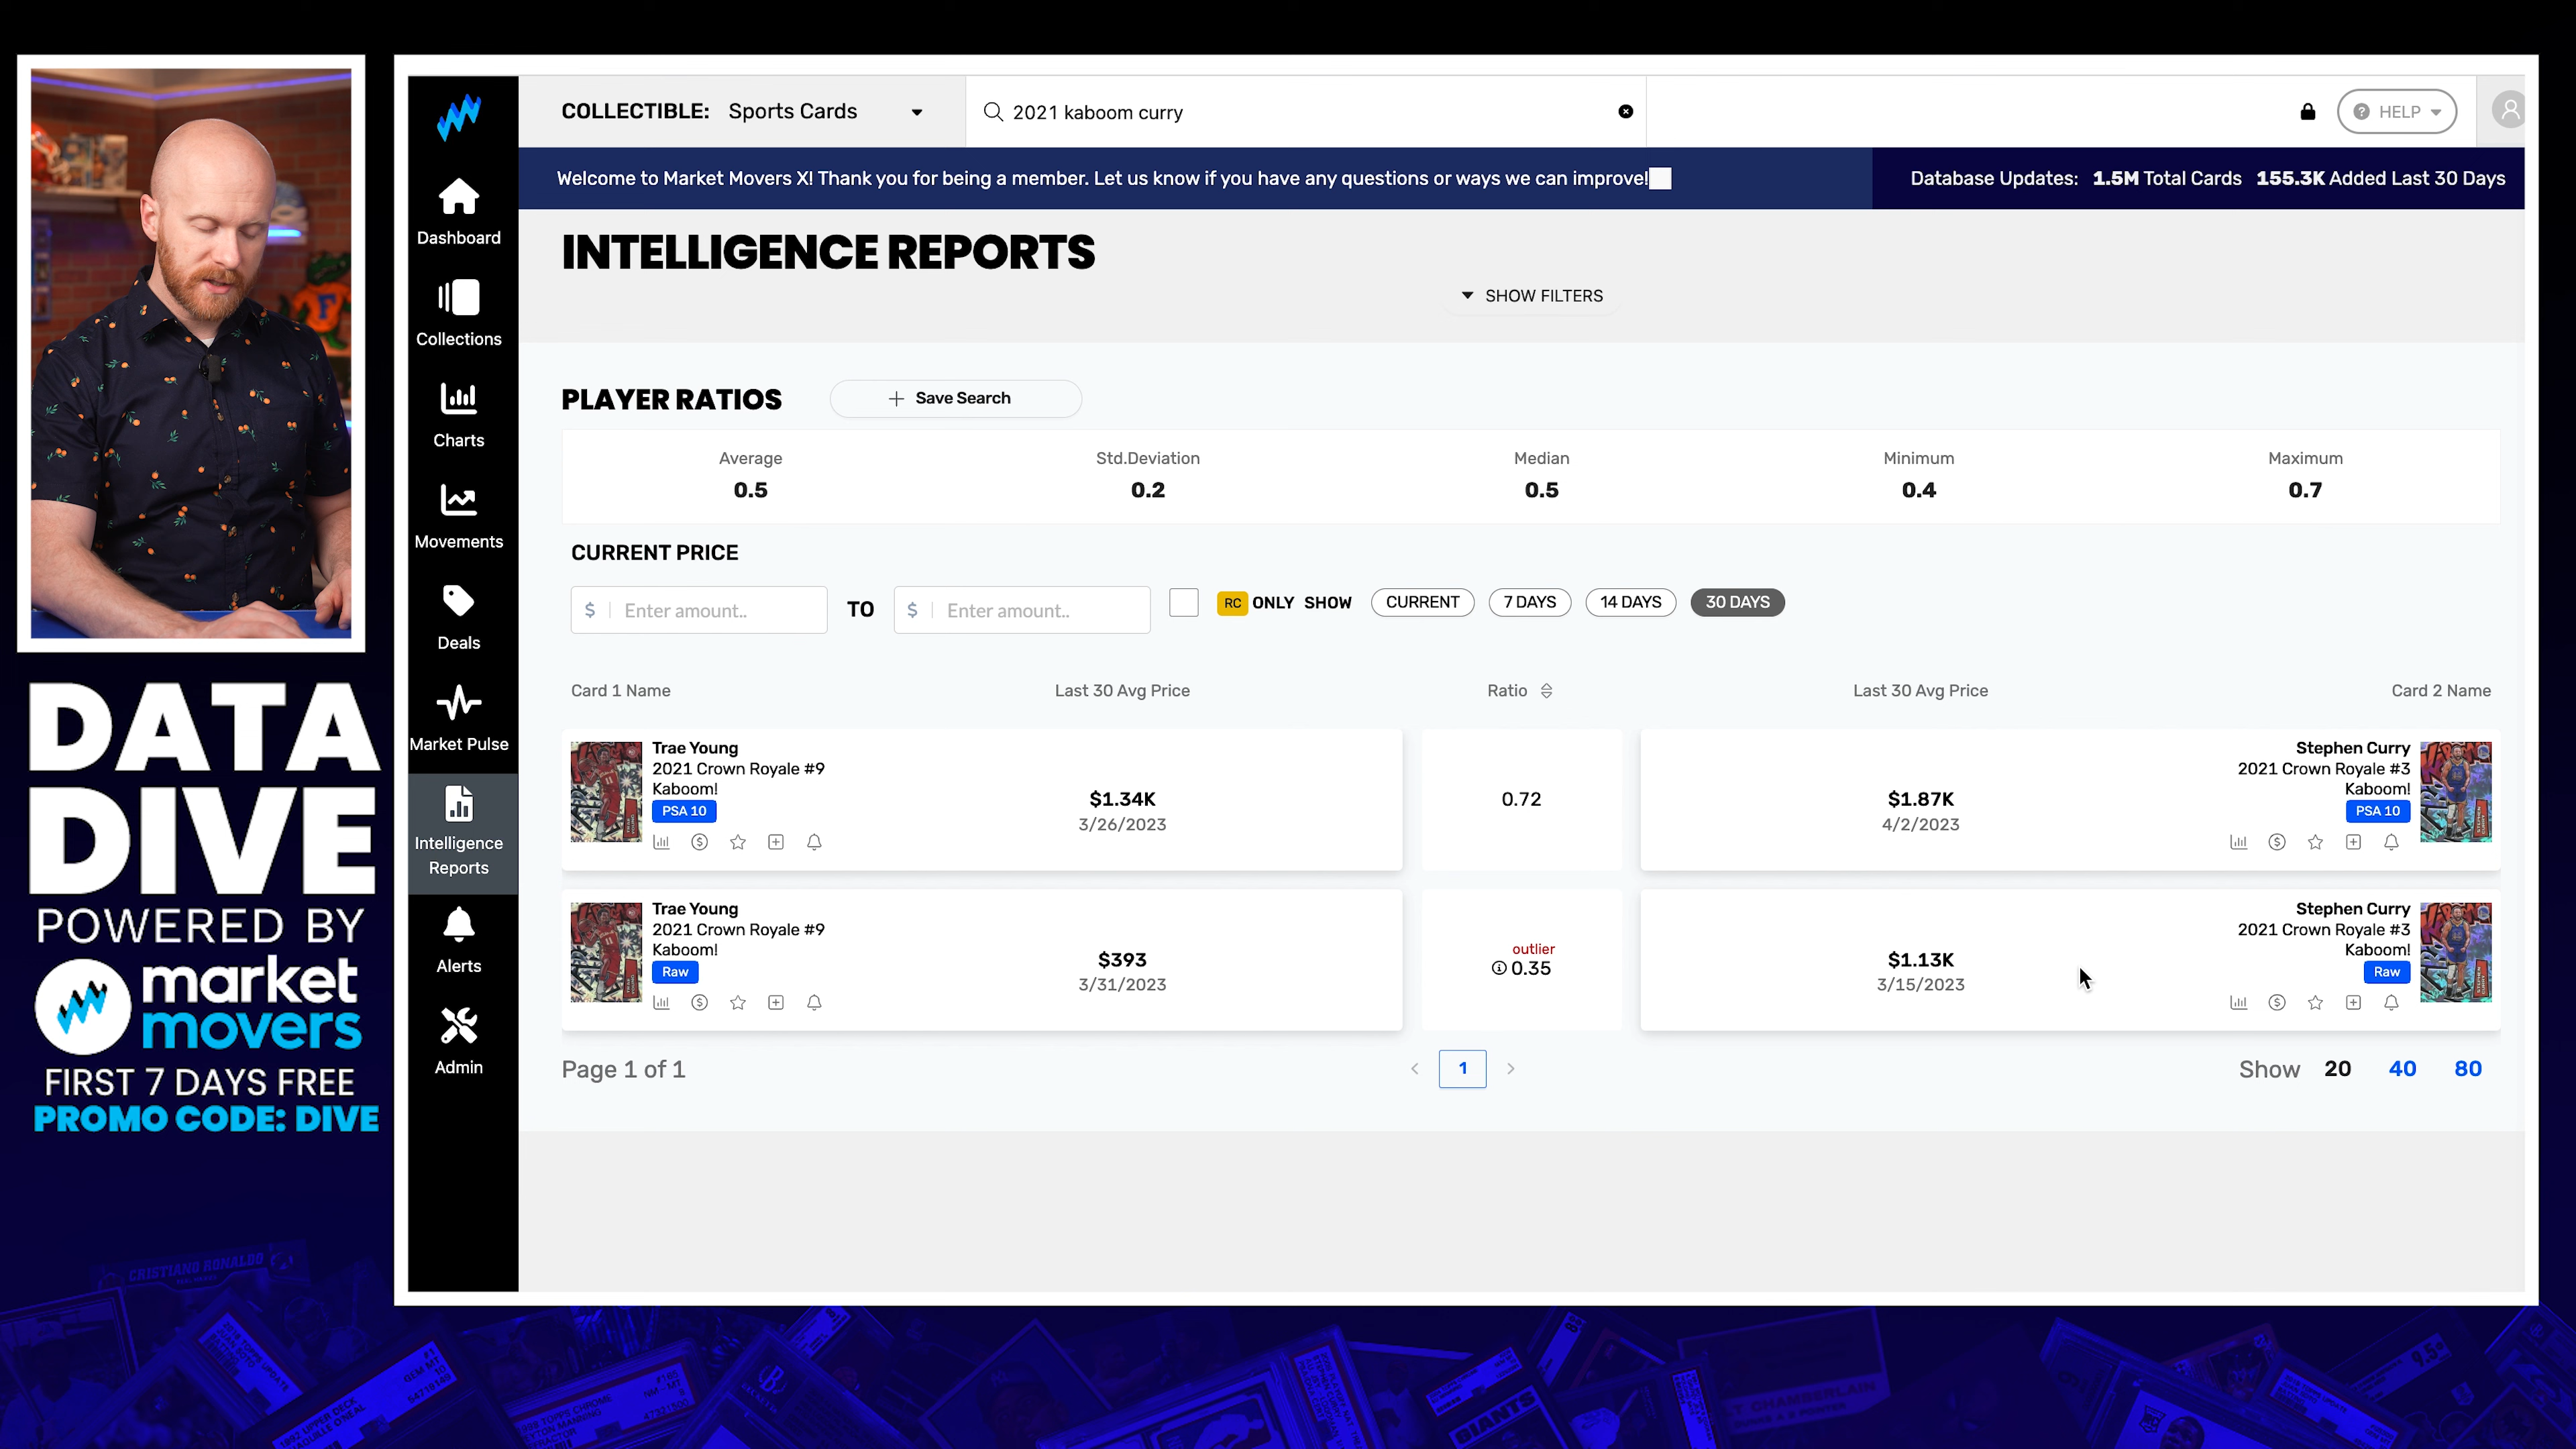 COLLECTIBLE: Sports Cards
2021 kaboom curry
HELP
Welcome to Market Movers X! Thank you for being a member. Let us know if you have any questions or ways we can improve!
Database Updates: 1.5M Total Cards 155.3K Added Last 30 Days
Dashboard
Collections
Charts
Movements
Deals
Market Pulse
Intelligence
Reports
Alerts
Admin
INTELLIGENCE REPORTS
SHOW FILTERS
PLAYER RATIOS
Save Search
Average Std.Deviation Median Minimum Maximum
0.5 0.2 0.5 0.4 0.7
CURRENT PRICE
$ Enter amount.. TO $ Enter amount.. RC ONLY SHOW CURRENT 7 DAYS 14 DAYS 30 DAYS
Card 1 Name Last 30 Avg Price Ratio Last 30 Avg Price Card 2 Name
Trae Young
2021 Crown Royale #9
Kaboom!
PSA 10
$1.34K
3/26/2023
0.72
$1.87K
4/2/2023
Stephen Curry
2021 Crown Royale #3
Kaboom!
PSA 10
Trae Young
2021 Crown Royale #9
Kaboom!
Raw
$393
3/31/2023
outlier
0.35
$1.13K
3/15/2023
Stephen Curry
2021 Crown Royale #3
Kaboom!
Raw
Page 1 of 1
1
Show 20 40 80
DATA
DIVE
POWERED BY
market
movers
FIRST 7 DAYS FREE
PROMO CODE: DIVE
CRISTIANO RONALDO
GIANTS